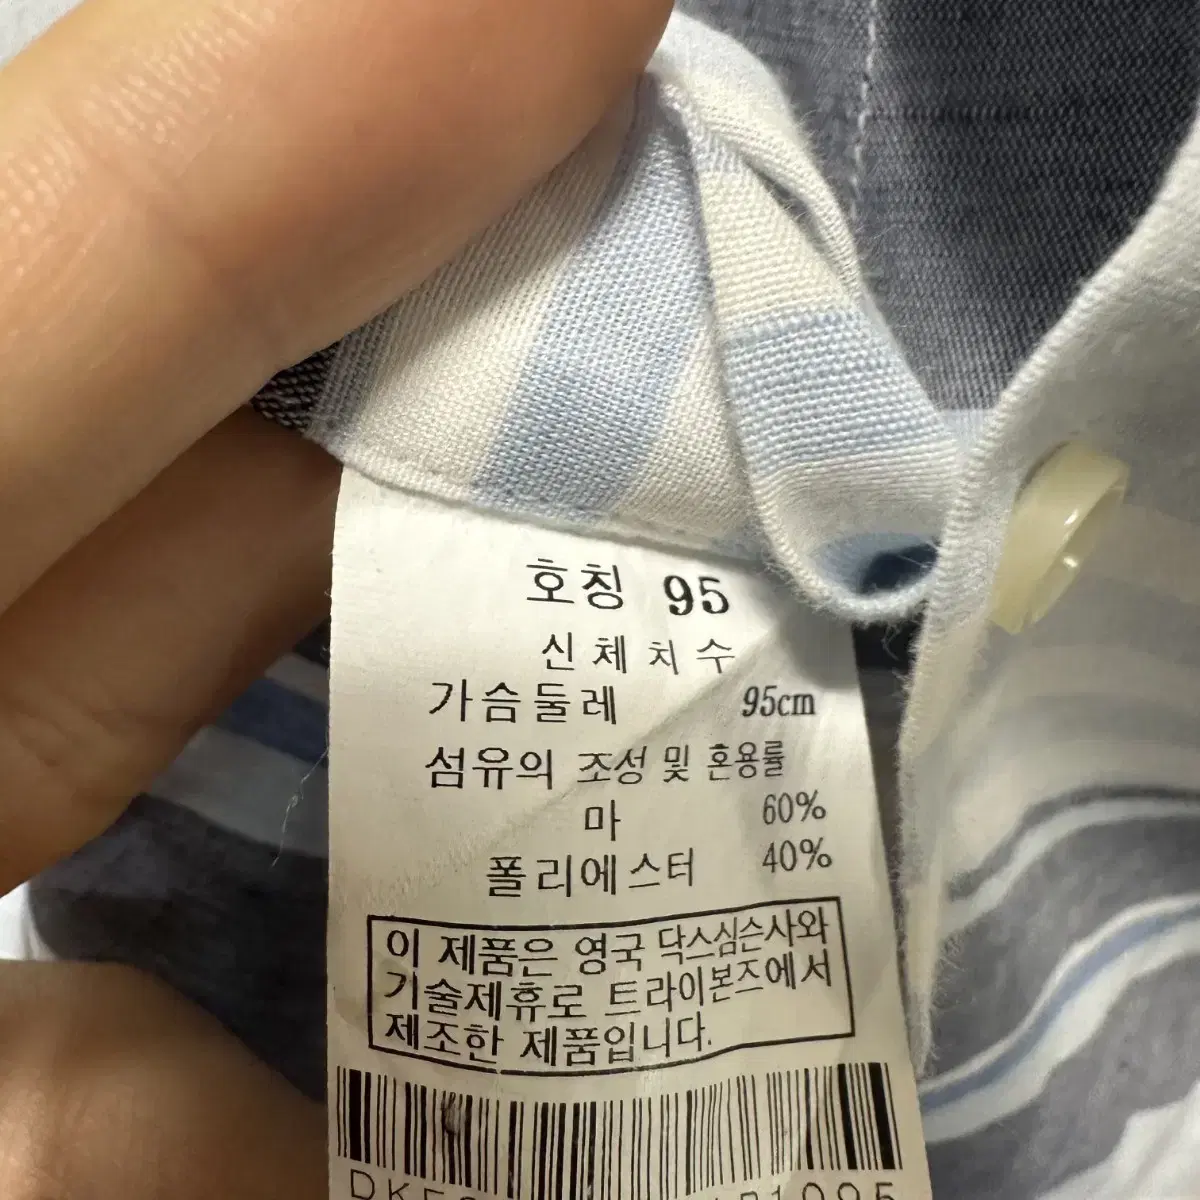 호칭 95
신체치수
가슴둘레 95cm
섬유의 조성 및 혼용률
마 60%
폴리에스터 40%
이 제품은 영국 닥스심슨사와
기술제휴로 트라이본즈에서
제조한 제품입니다.